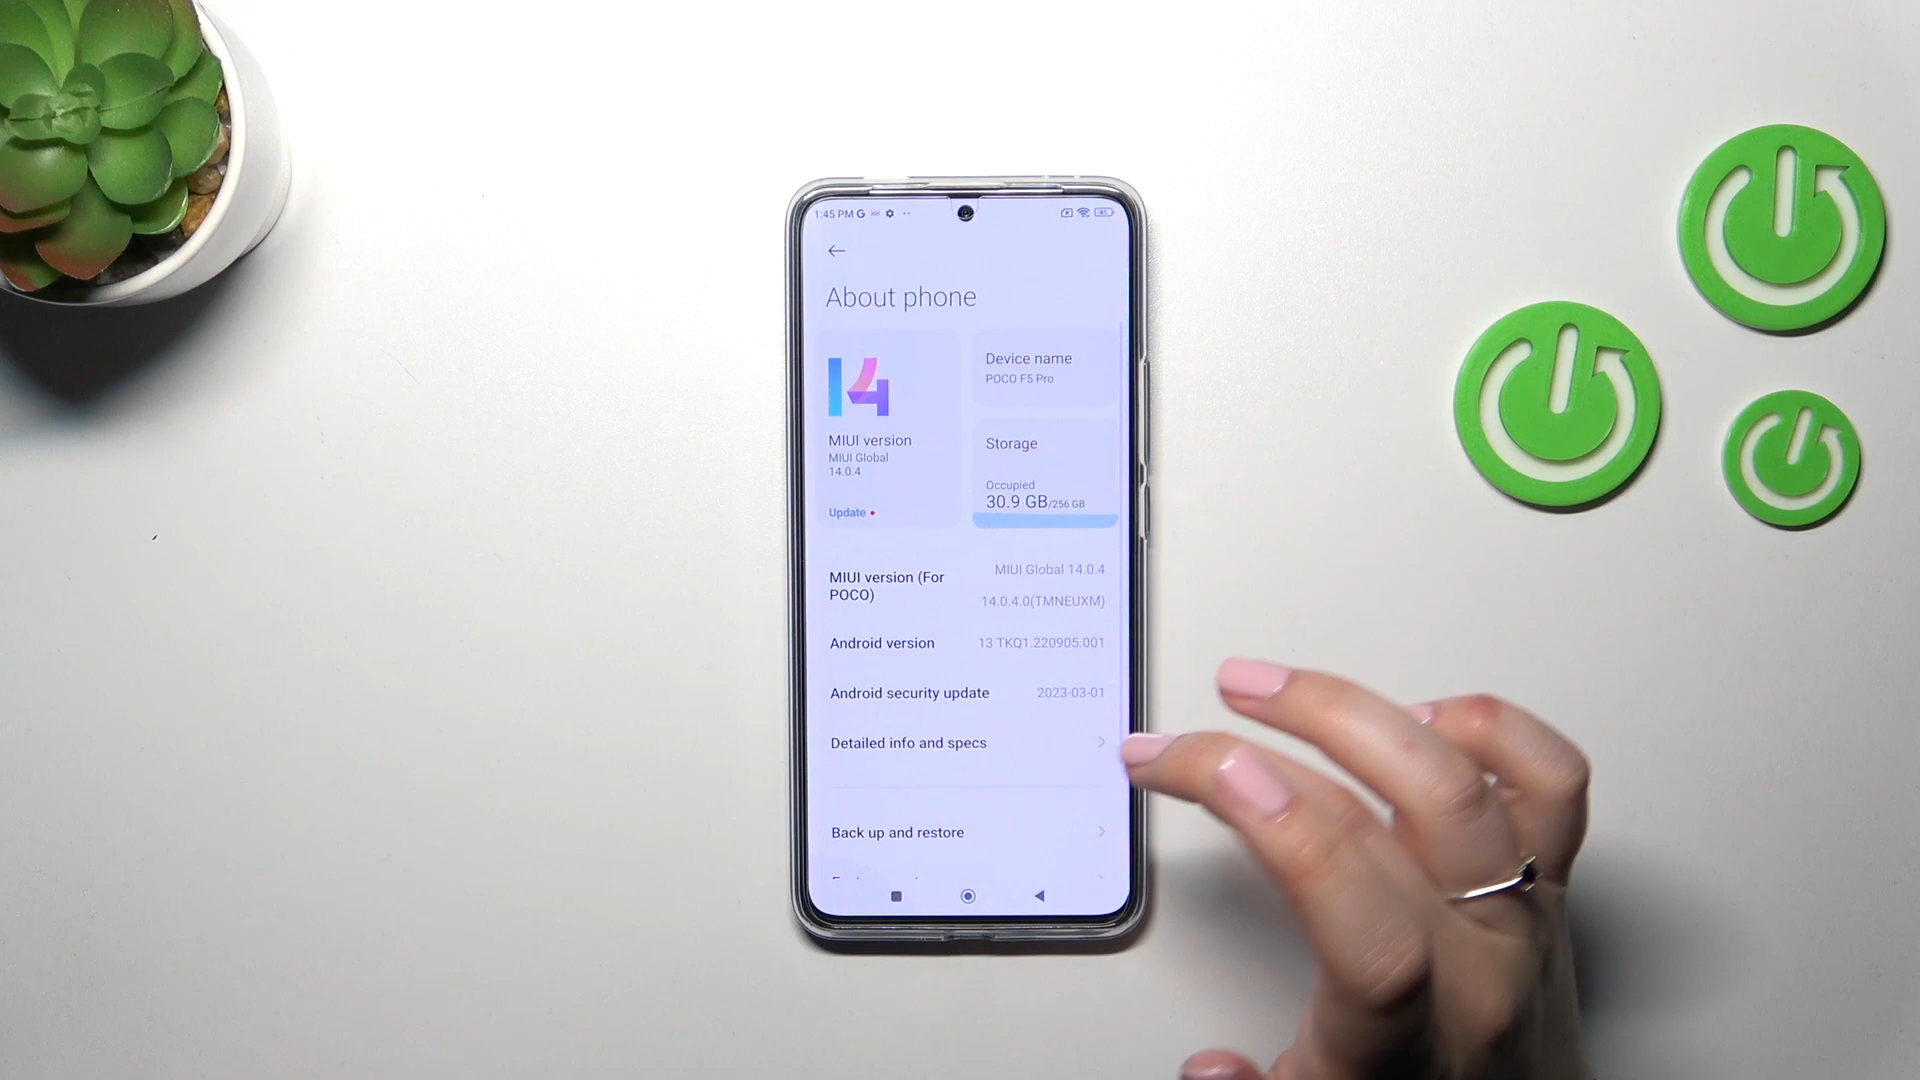 1:45 PM
About phone
14
Device name
POCO F5 Pro
MIUI version
MIUI Global
14.0.4
Update
Storage
Occupied
30.9 GB/256 GB
MIUI version (For
POCO)
MIUI Global 14.0.4
14.0.4.0(TMNEUXM)
Android version
13 TKQ1.220905.001
Android security update
2023-03-01
Detailed info and specs
Back up and restore